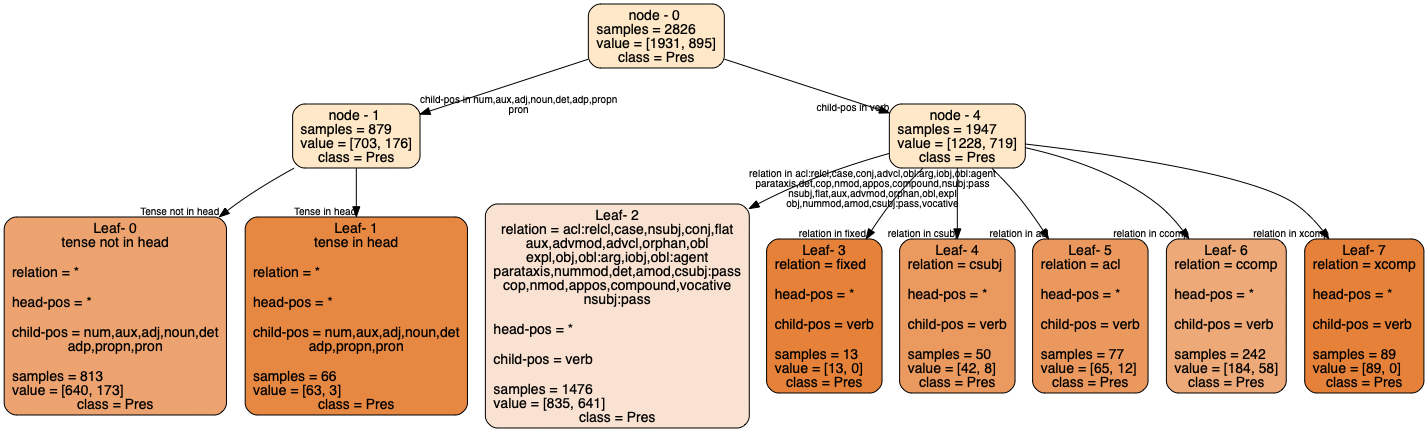 node - 0
samples = 2826
value = [1931, 895]
class = Pres
child-pos in num,aux,adj,noun,det,adp,propn
pron
child-pos in verb
node - 1
samples = 879
value = [703, 176]
class = Pres
node - 4
samples = 1947
value = [1228, 719]
class = Pres
Tense not in head
Tense in head
relation in acl:relcl,case,conj,advcl,obl:arg,iobj,obl:agent
parataxis,det,cop,nmod,appos,compound,nsubj:pass
nsubj,flat,aux,advmod,orphan,obl,expl
obj,nummod,amod,csubj:pass,vocative
relation in fixed
relation in csubj
relation in acl
relation in ccomp
relation in xcomp
Leaf- 0
tense not in head
relation = *
head-pos = *
child-pos = num,aux,adj,noun,det
adp,propn,pron
samples = 813
value = [640, 173]
class = Pres
Leaf- 1
tense in head
relation = *
head-pos = *
child-pos = num,aux,adj,noun,det
adp,propn,pron
samples = 66
value = [63, 3]
class = Pres
Leaf- 2
relation = acl:relcl,case,nsubj,conj,flat
aux,advmod,advcl,orphan,obl
expl,obj,obl:arg,iobj,obl:agent
parataxis,nummod,det,amod,csubj:pass
cop,nmod,appos,compound,vocative
nsubj:pass
head-pos = *
child-pos = verb
samples = 1476
value = [835, 641]
class = Pres
Leaf- 3
relation = fixed
head-pos = *
child-pos = verb
samples = 13
value = [13, 0]
class = Pres
Leaf- 4
relation = csubj
head-pos = *
child-pos = verb
samples = 50
value = [42, 8]
class = Pres
Leaf- 5
relation = acl
head-pos = *
child-pos = verb
samples = 77
value = [65, 12]
class = Pres
Leaf- 6
relation = ccomp
head-pos = *
child-pos = verb
samples = 242
value = [184, 58]
class = Pres
Leaf- 7
relation = xcomp
head-pos = *
child-pos = verb
samples = 89
value = [89, 0]
class = Pres